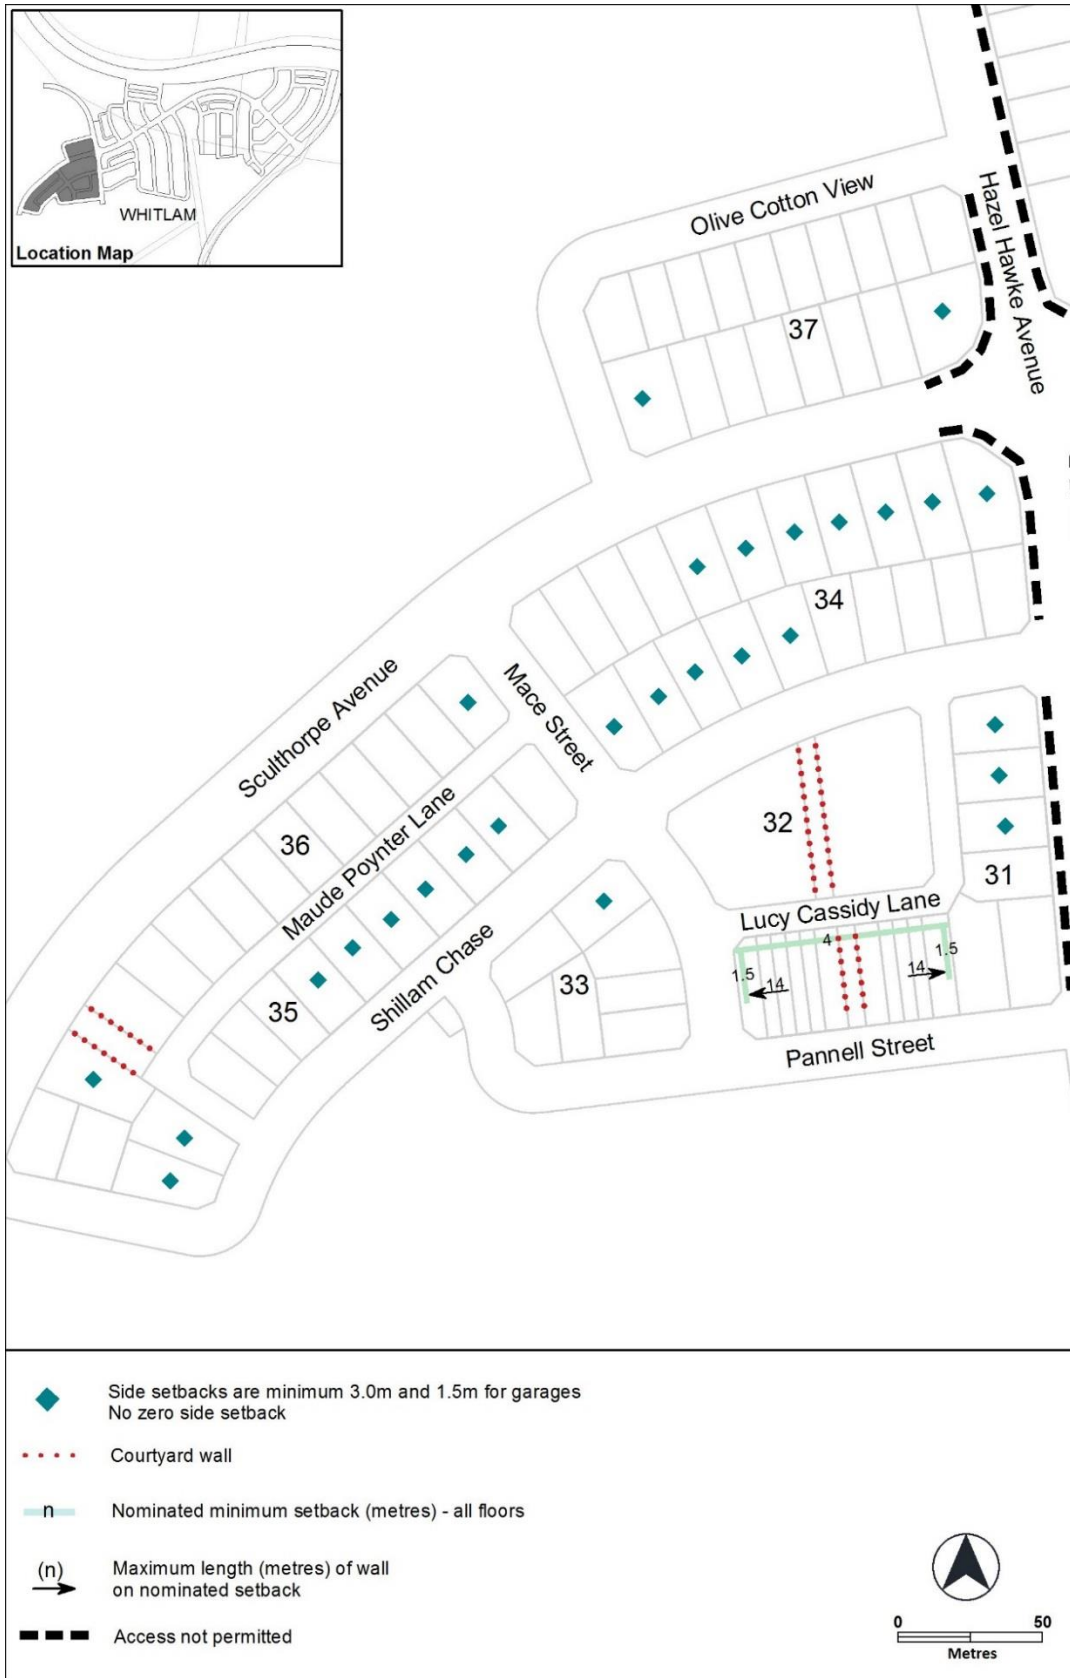 WHITLAM
Location Map
Olive Cotton View
Hazel Hawke Avenue
37
34
Sculthorpe Avenue
Mace Street
36
Maude Poynter Lane
32
31
Lucy Cassidy Lane
4
1.5
1.5
14
14
35
Shillam Chase
33
Pannell Street
Side setbacks are minimum 3.0m and 1.5m for garages
No zero side setback
Courtyard wall
n
Nominated minimum setback (metres) - all floors
(n)
Maximum length (metres) of wall
on nominated setback
Access not permitted
0 50
Metres